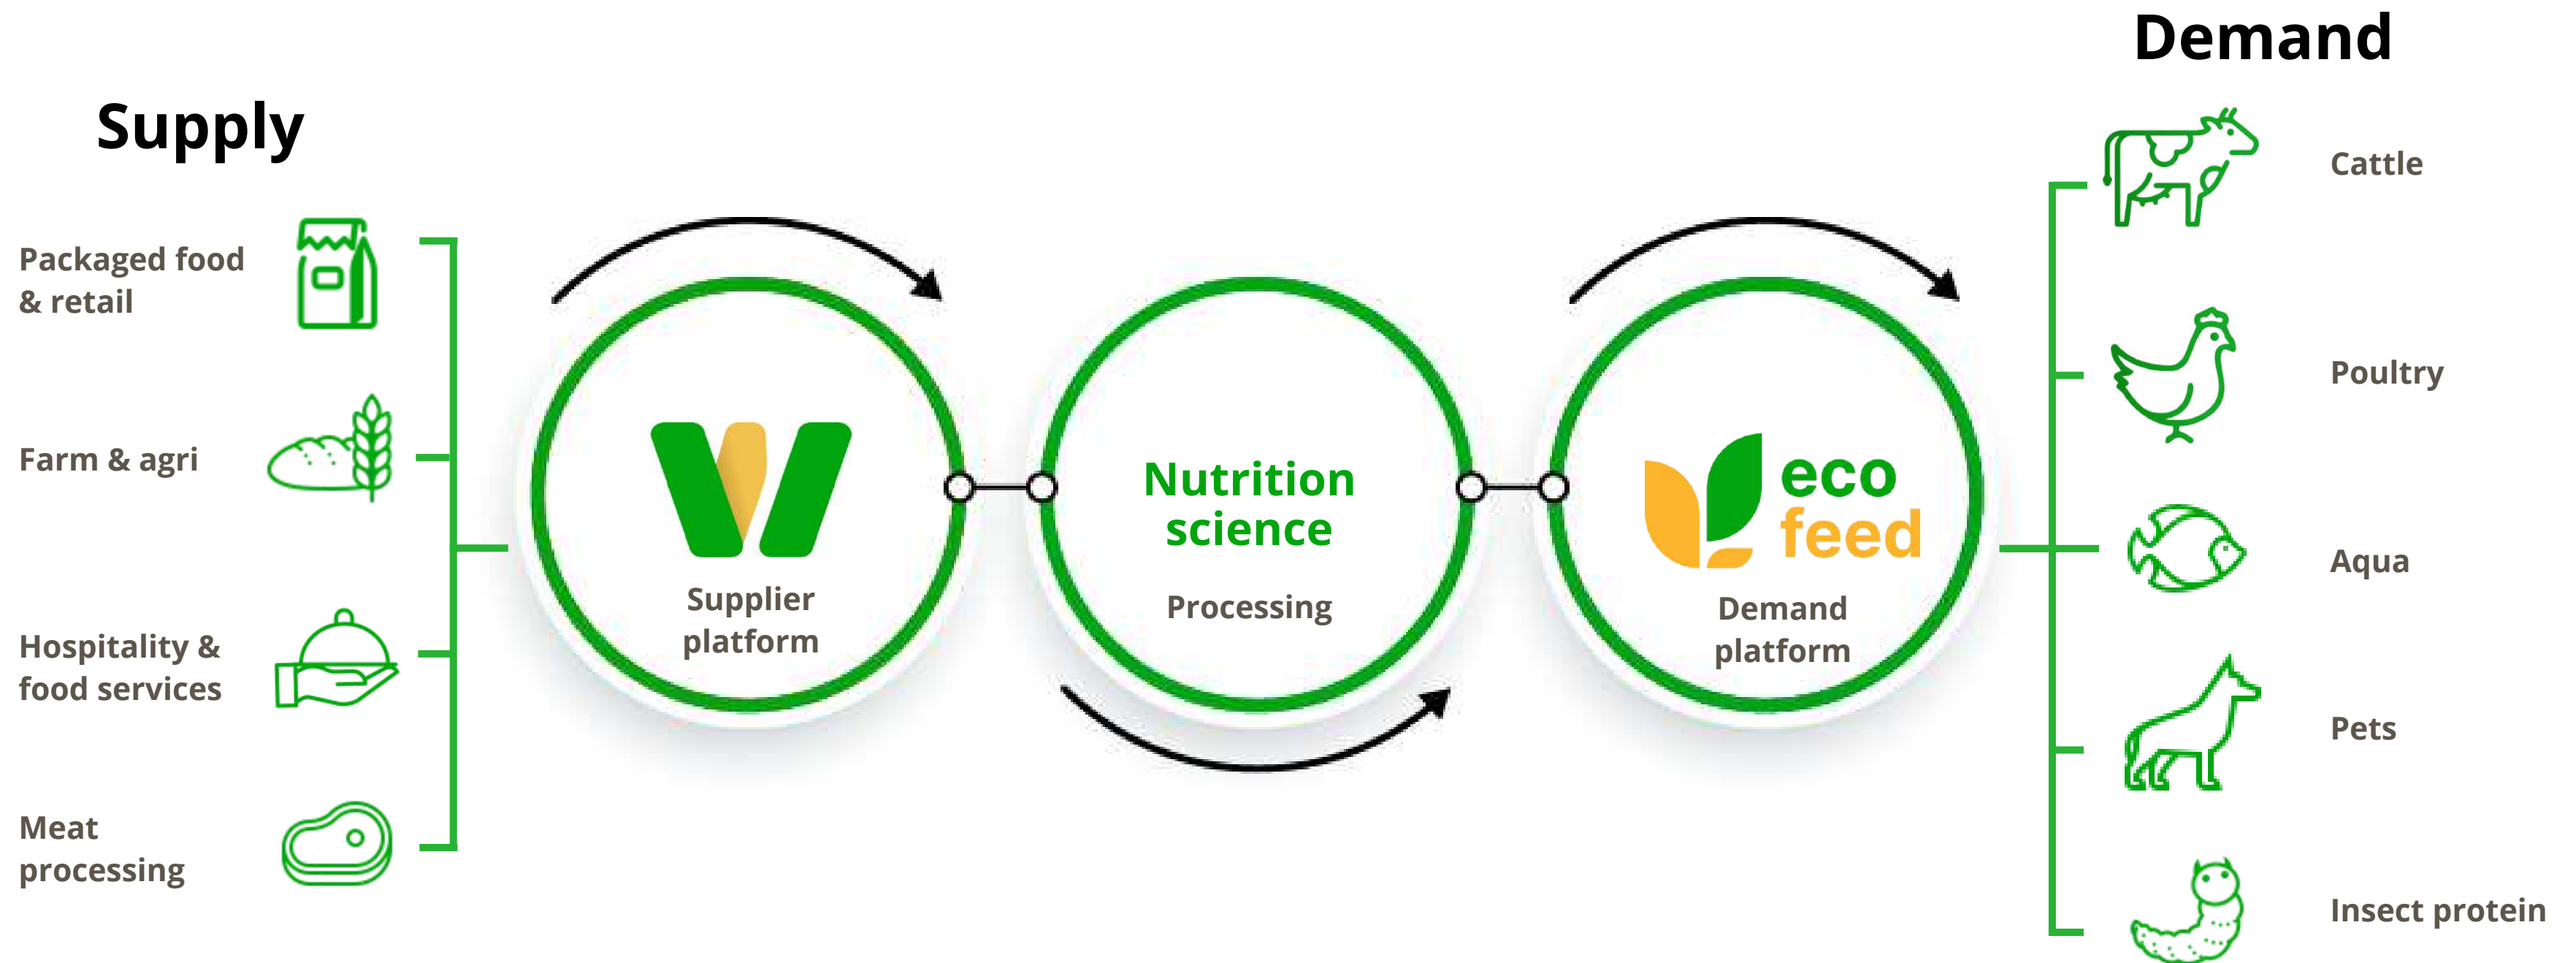 Supply
Packaged food
& retail
Farm & agri
Hospitality &
food services
Meat
processing
Supplier
platform
Nutrition
science
Processing
eco
feed
Demand
platform
Demand
Cattle
Poultry
Aqua
Pets
Insect protein